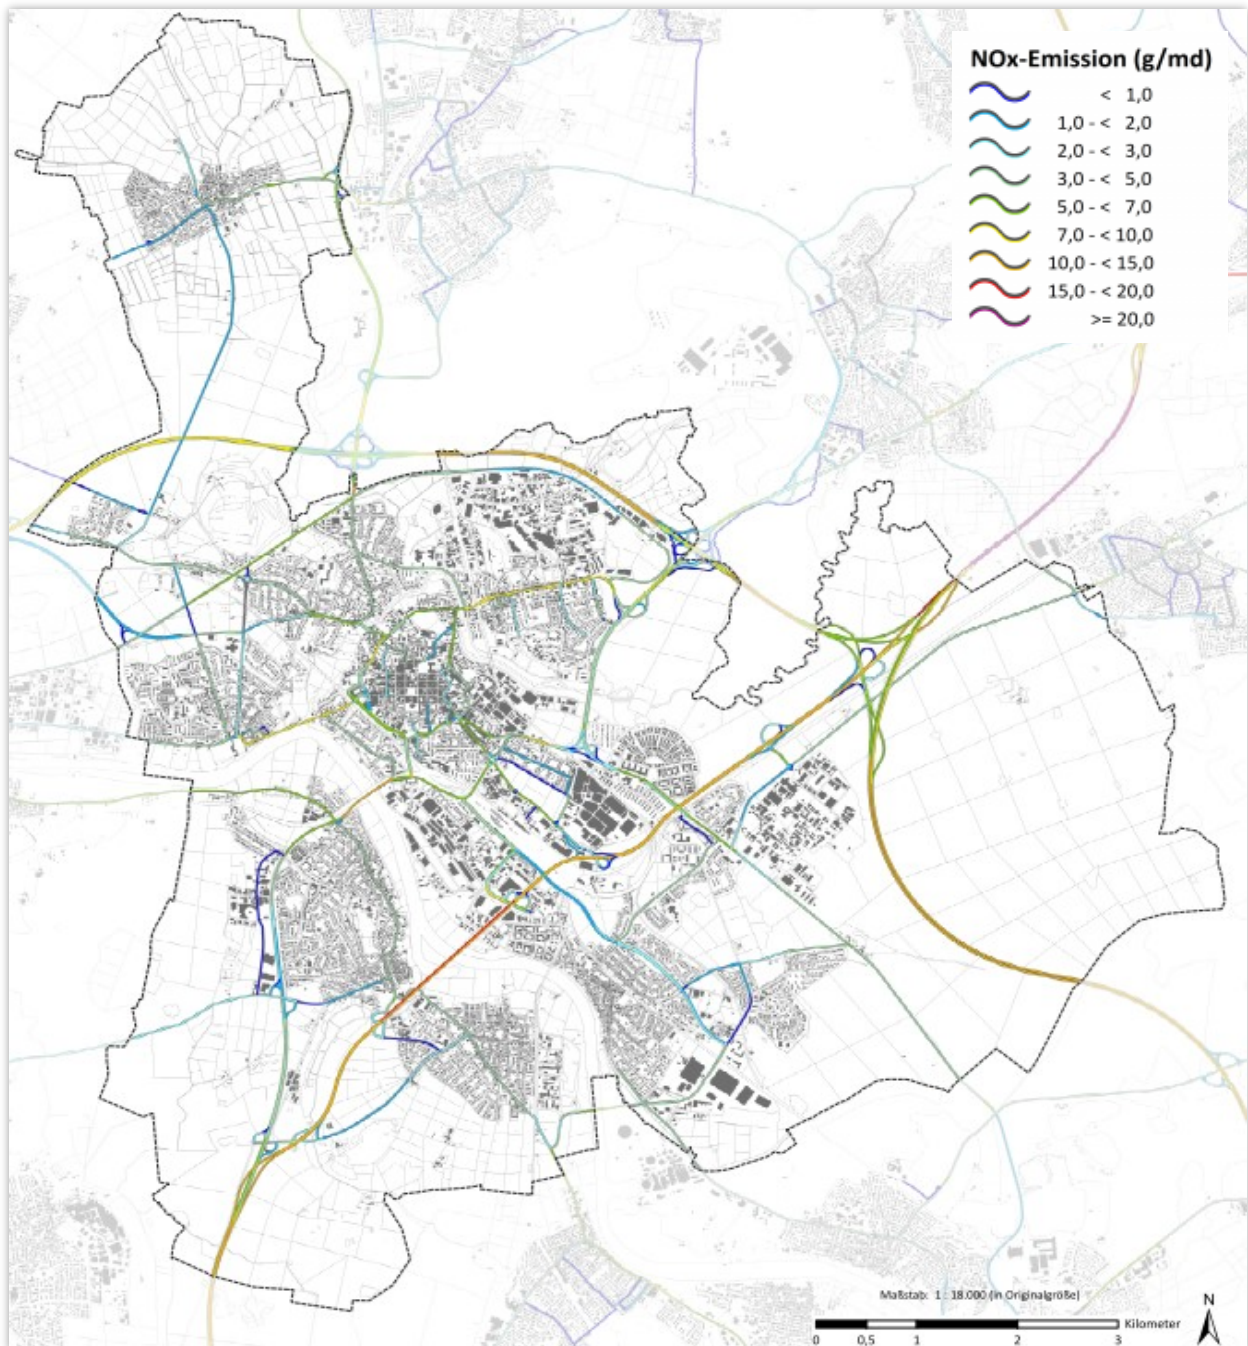 NOx-Emission (g/md)
< 1,0
1,0 - < 2,0
2,0 - < 3,0
3,0 - < 5,0
5,0 - < 7,0
7,0 - < 10,0
10,0 - < 15,0
15,0 - < 20,0
>= 20,0
Maßstab: 1 : 18.000 (in Originalgröße)
N
Kilometer
0 0,5 1 2 3